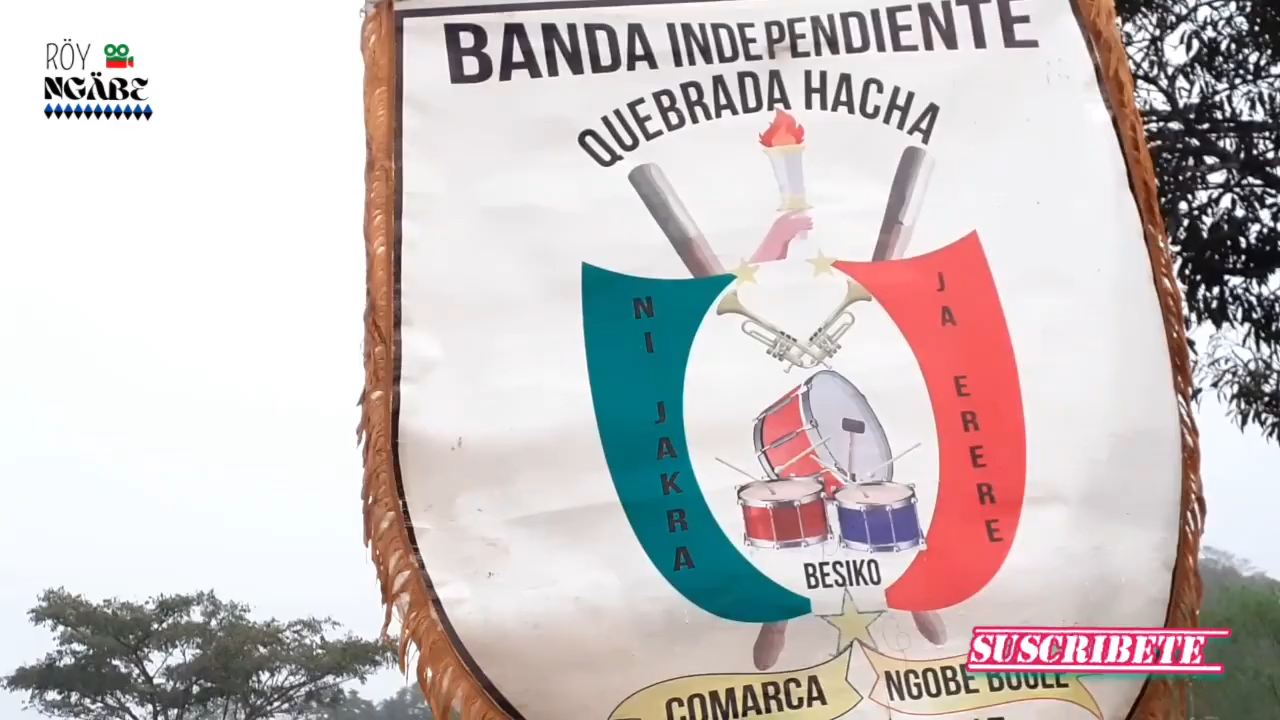 RÖY
NGÄBE
BANDA INDEPENDIENTE
QUEBRADA HACHA
NI JAKRA
JA ERERE
BESIKO
SUSCRIBETE
COMARCA
NGOBE BUGLE